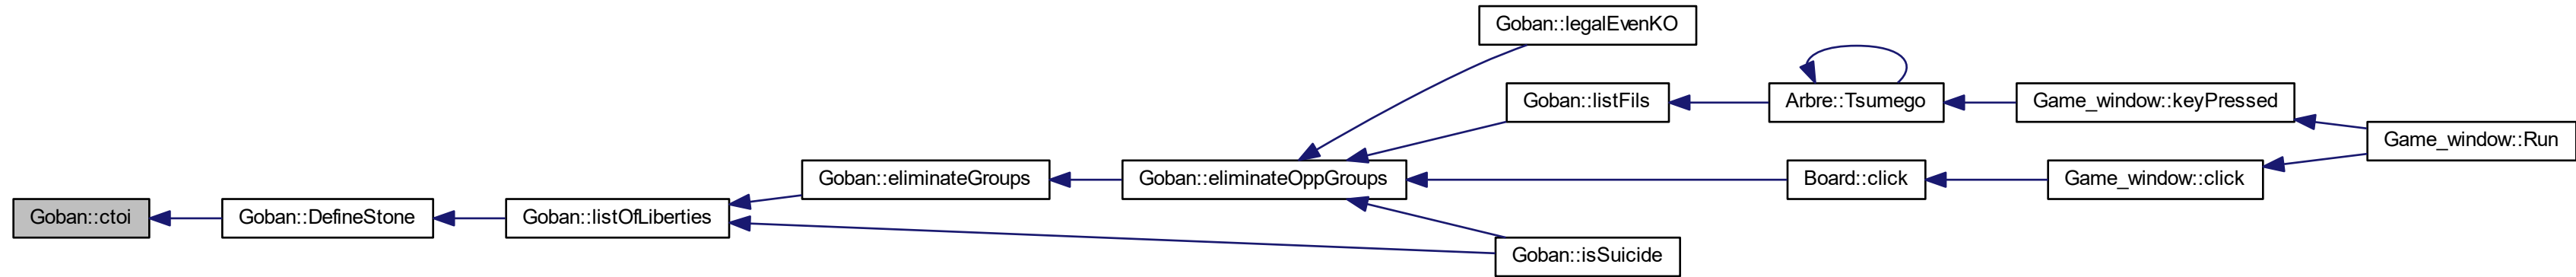 Goban::legalEvenKO
Goban::listFils
Arbre::Tsumego
Game_window::keyPressed
Game_window::Run
Goban::eliminateGroups
Goban::eliminateOppGroups
Board::click
Game_window::click
Goban::ctoi
Goban::DefineStone
Goban::listOfLiberties
Goban::isSuicide